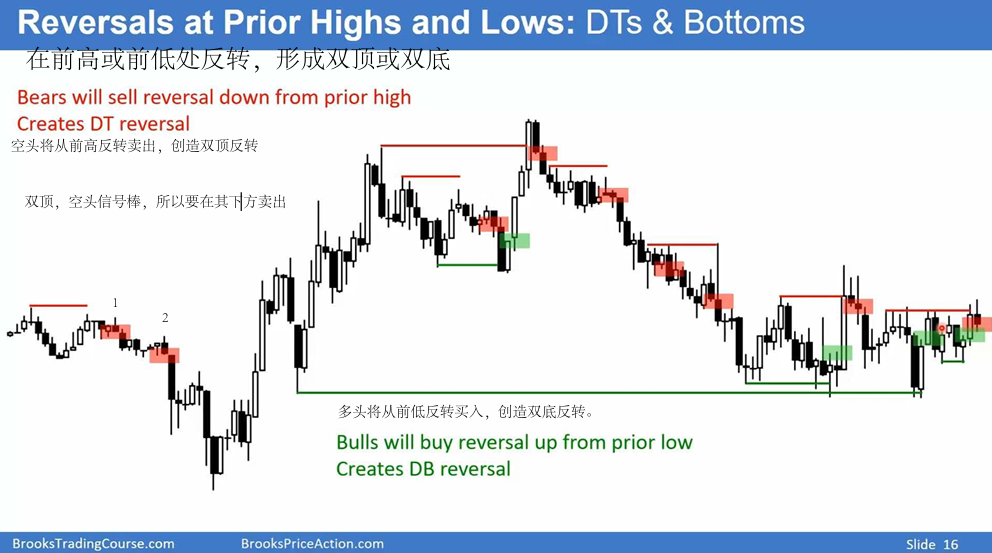 Reversals at Prior Highs and Lows: DTs & Bottoms
在前高或前低处反转，形成双顶或双底
Bears will sell reversal down from prior high
Creates DT reversal
空头将从前高反转卖出，创造双顶反转
双顶，空头信号棒，所以要在其下方卖出
1
2
多头将从前低反转买入，创造双底反转。
Bulls will buy reversal up from prior low
Creates DB reversal
BrooksTradingCourse.com
BrooksPriceAction.com
Slide 16